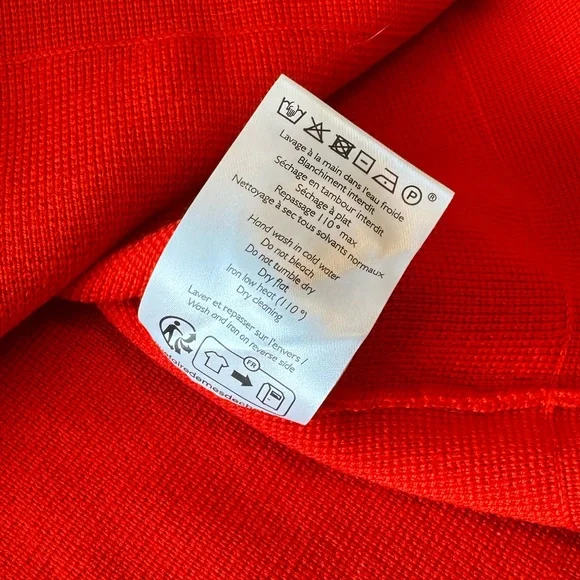 P ®
Lavage à la main dans l'eau froide
Blanchiment interdit
Séchage en tambour interdit
Séchage à plat
Repassage 110° max
Nettoyage à sec tous solvants normaux
Hand wash in cold water
Do not bleach
Do not tumble dry
Dry flat
Iron low heat (110°)
Dry cleaning
Laver et repasser sur l'envers /
Wash and iron on reverse side
FR